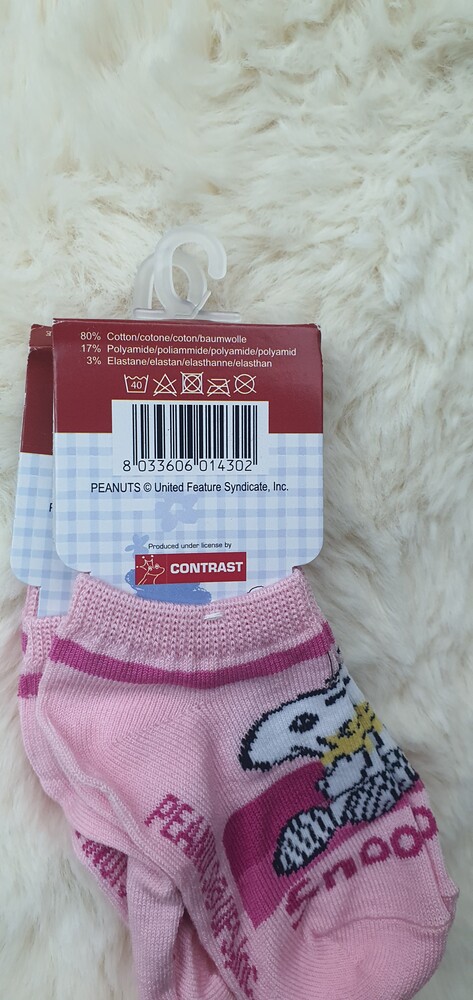 80% Cotton/cotone/coton/baumwolle
17% Polyamide/poliammide/polyamide/polyamid
3% Elastane/elastan/elasthanne/elasthan
40
8 033606 014302
PEANUTS © United Feature Syndicate, Inc.
Produced under license by
CONTRAST
PEANUTS
Snoop